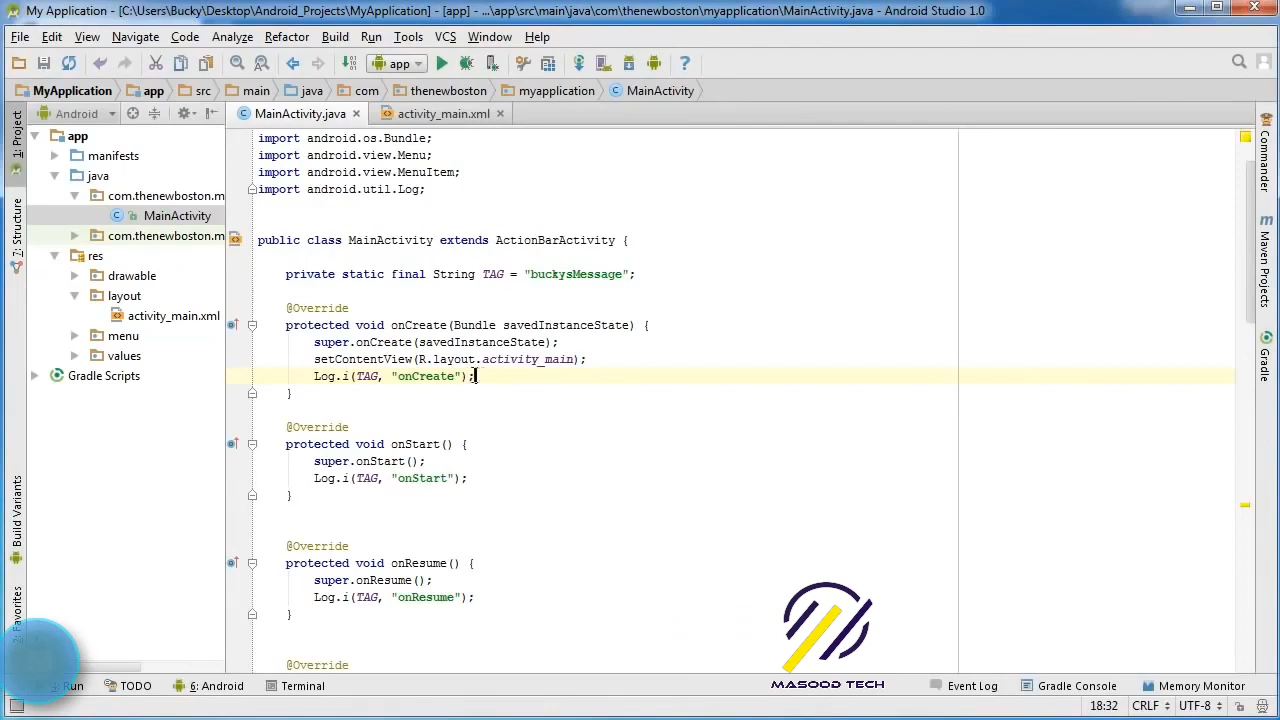 My Application - [C:\Users\Bucky\Desktop\Android_Projects\MyApplication] - [app] - ...\app\src\main\java\com\thenewboston\myapplication\MainActivity.java - Android Studio 1.0
File Edit View Navigate Code Analyze Refactor Build Run Tools VCS Window Help
app
MyApplication app src main java com thenewboston myapplication MainActivity
Android
MainActivity.java activity_main.xml
1: Project
7: Structure
Build Variants
Favorites
app
manifests
java
com.thenewboston.m
MainActivity
com.thenewboston.m
res
drawable
layout
activity_main.xml
menu
values
Gradle Scripts
import android.os.Bundle;
import android.view.Menu;
import android.view.MenuItem;
import android.util.Log;
public class MainActivity extends ActionBarActivity {
private static final String TAG = "buckysMessage";
@Override
protected void onCreate(Bundle savedInstanceState) {
super.onCreate(savedInstanceState);
setContentView(R.layout.activity_main);
Log.i(TAG, "onCreate");
}
@Override
protected void onStart() {
super.onStart();
Log.i(TAG, "onStart");
}
@Override
protected void onResume() {
super.onResume();
Log.i(TAG, "onResume");
}
@Override
Commander
Maven Projects
Gradle
MASOOD TECH
Run TODO 6: Android Terminal Event Log Gradle Console Memory Monitor
18:32 CRLF UTF-8